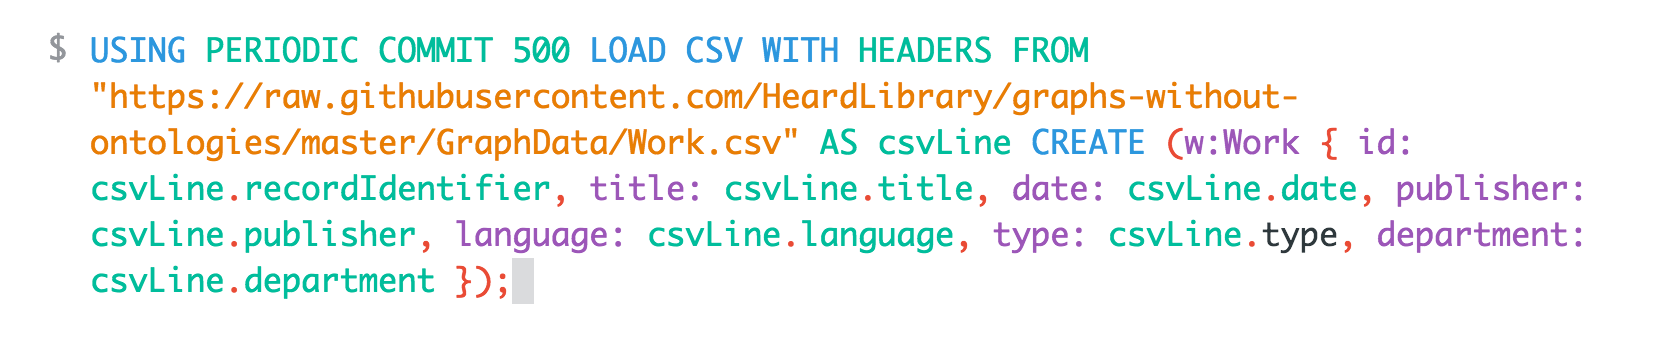 $ USING PERIODIC COMMIT 500 LOAD CSV WITH HEADERS FROM
"https://raw.githubusercontent.com/HeardLibrary/graphs-without-
ontologies/master/GraphData/Work.csv" AS csvLine CREATE (w:Work { id:
csvLine.recordIdentifier, title: csvLine.title, date: csvLine.date, publisher:
csvLine.publisher, language: csvLine.language, type: csvLine.type, department:
csvLine.department });